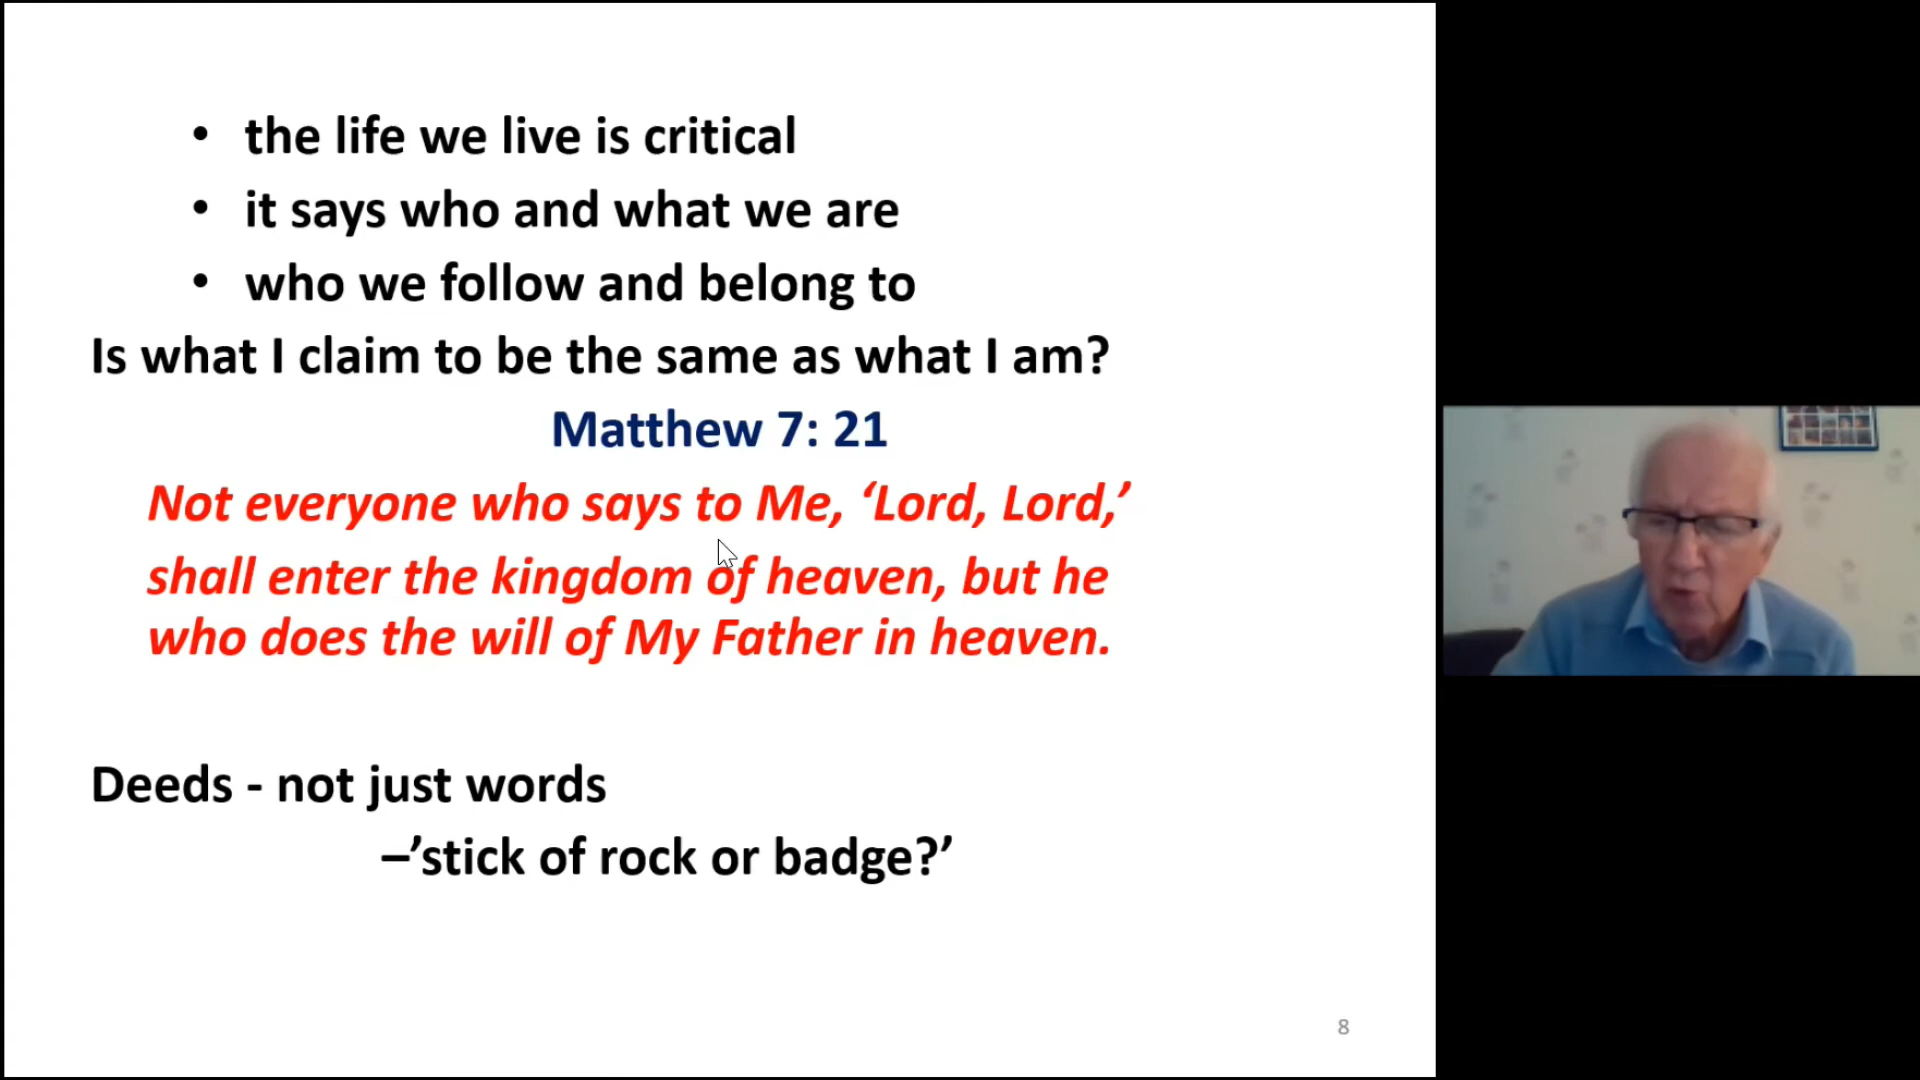 • the life we live is critical
• it says who and what we are
• who we follow and belong to
Is what I claim to be the same as what I am?
Matthew 7: 21
Not everyone who says to Me, ‘Lord, Lord,’
shall enter the kingdom of heaven, but he
who does the will of My Father in heaven.
Deeds - not just words
–’stick of rock or badge?’
8